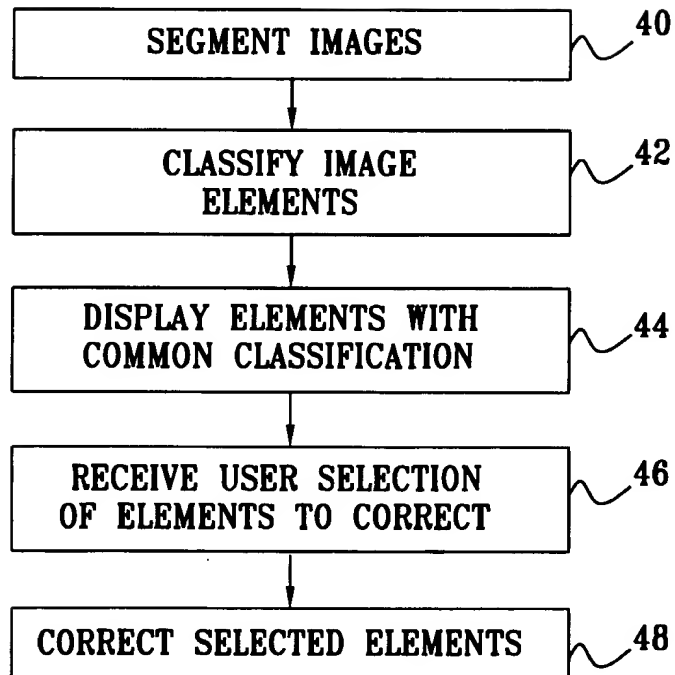 SEGMENT IMAGES
40
CLASSIFY IMAGE
ELEMENTS
42
DISPLAY ELEMENTS WITH
COMMON CLASSIFICATION
44
RECEIVE USER SELECTION
OF ELEMENTS TO CORRECT
46
CORRECT SELECTED ELEMENTS
48